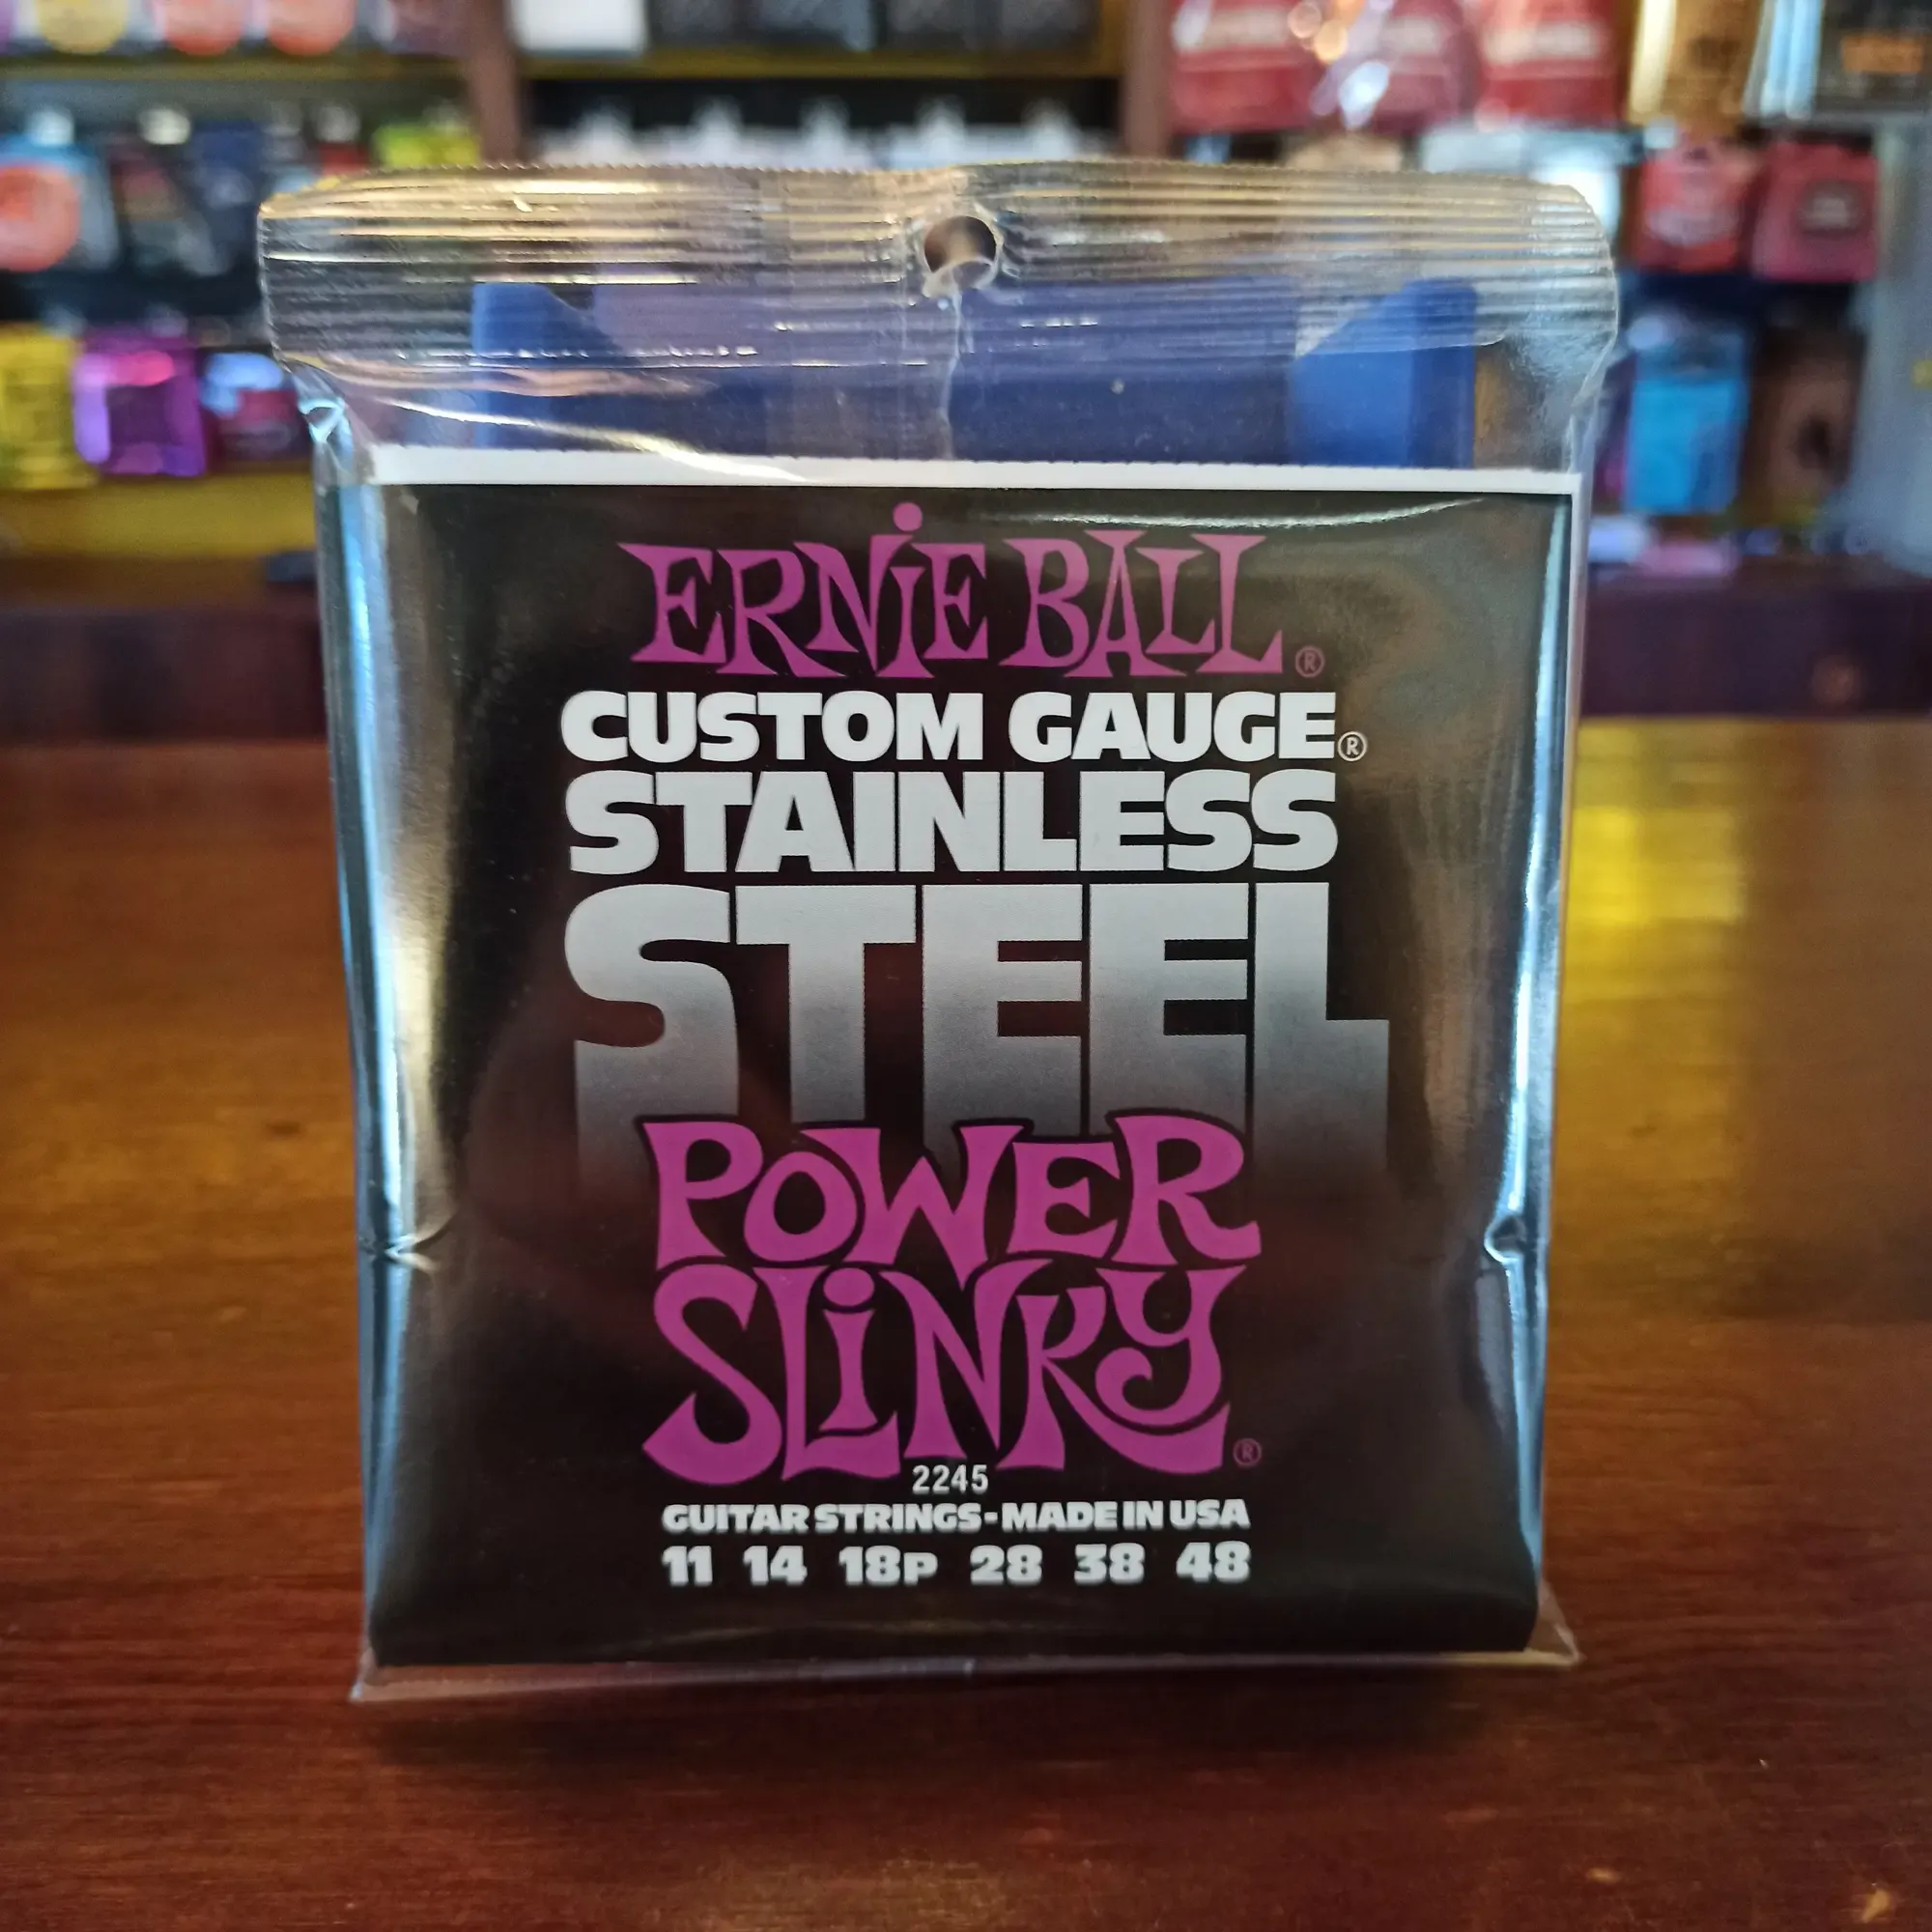 ERNiE BALL®
CUSTOM GAUGE®
STAINLESS
STEEL
POWER
SLiNKY®
2245
GUITAR STRINGS-MADE IN USA
11 14 18P 28 38 48